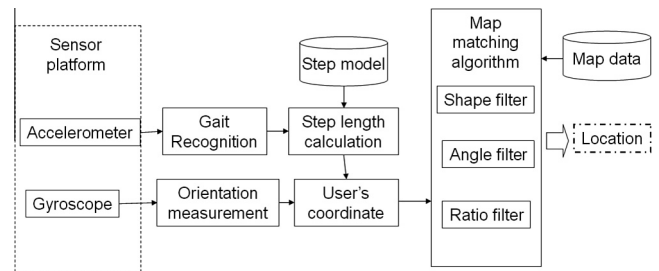 Sensor
platform
Accelerometer
Gyroscope
Gait
Recognition
Orientation
measurement
Step model
Step length
calculation
User's
coordinate
Map
matching
algorithm
Shape filter
Angle filter
Ratio filter
Map data
Location